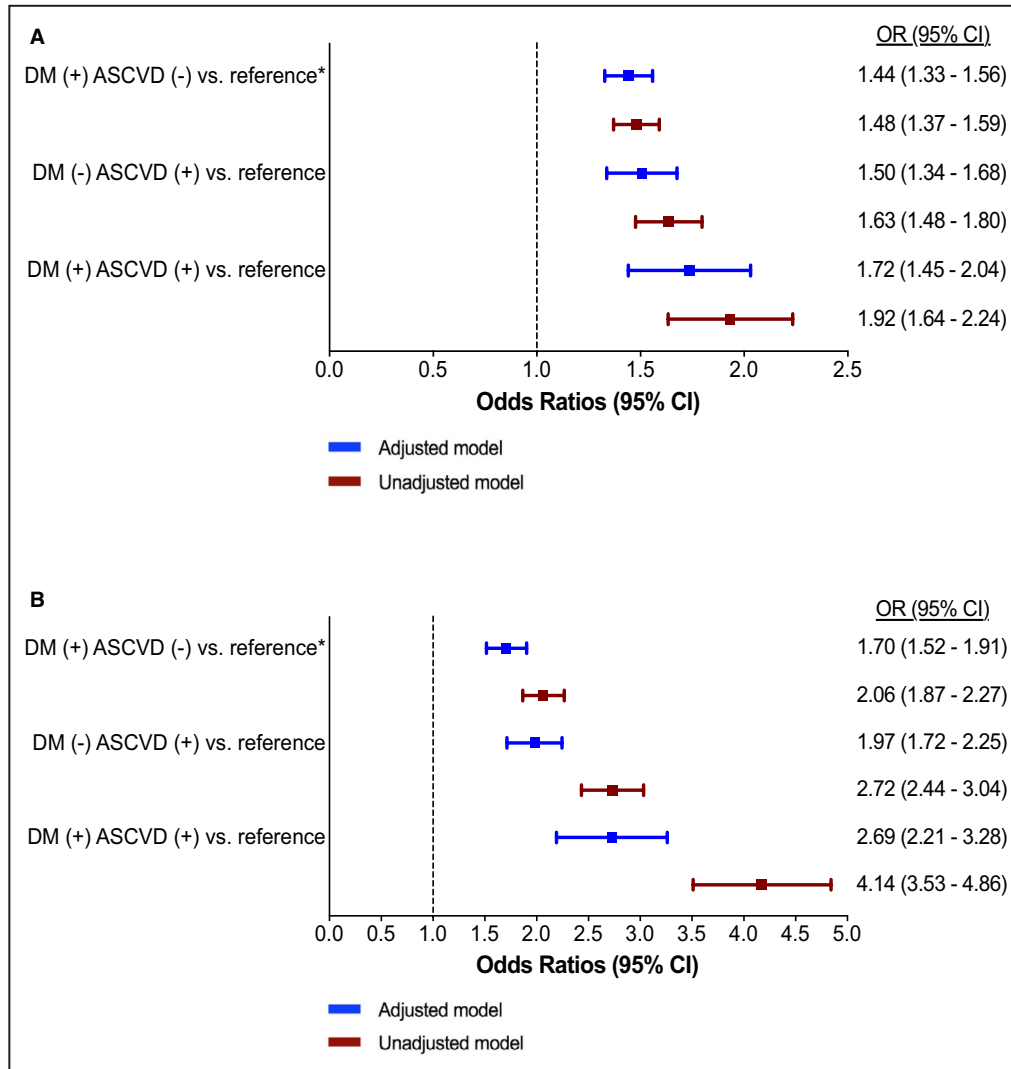 A
OR (95% CI)
DM (+) ASCVD (-) vs. reference*
1.44 (1.33 - 1.56)
1.48 (1.37 - 1.59)
DM (-) ASCVD (+) vs. reference
1.50 (1.34 - 1.68)
1.63 (1.48 - 1.80)
DM (+) ASCVD (+) vs. reference
1.72 (1.45 - 2.04)
1.92 (1.64 - 2.24)
0.0 0.5 1.0 1.5 2.0 2.5
Odds Ratios (95% CI)
Adjusted model
Unadjusted model
B
OR (95% CI)
DM (+) ASCVD (-) vs. reference*
1.70 (1.52 - 1.91)
2.06 (1.87 - 2.27)
DM (-) ASCVD (+) vs. reference
1.97 (1.72 - 2.25)
2.72 (2.44 - 3.04)
DM (+) ASCVD (+) vs. reference
2.69 (2.21 - 3.28)
4.14 (3.53 - 4.86)
0.0 0.5 1.0 1.5 2.0 2.5 3.0 3.5 4.0 4.5 5.0
Odds Ratios (95% CI)
Adjusted model
Unadjusted model